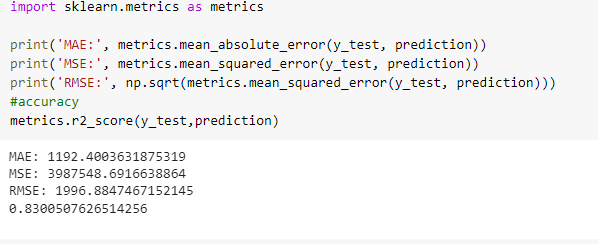 import sklearn.metrics as metrics
print('MAE:', metrics.mean_absolute_error(y_test, prediction))
print('MSE:', metrics.mean_squared_error(y_test, prediction))
print('RMSE:', np.sqrt(metrics.mean_squared_error(y_test, prediction)))
#accuracy
metrics.r2_score(y_test,prediction)
MAE: 1192.4003631875319
MSE: 3987548.6916638864
RMSE: 1996.8847467152145
0.8300507626514256